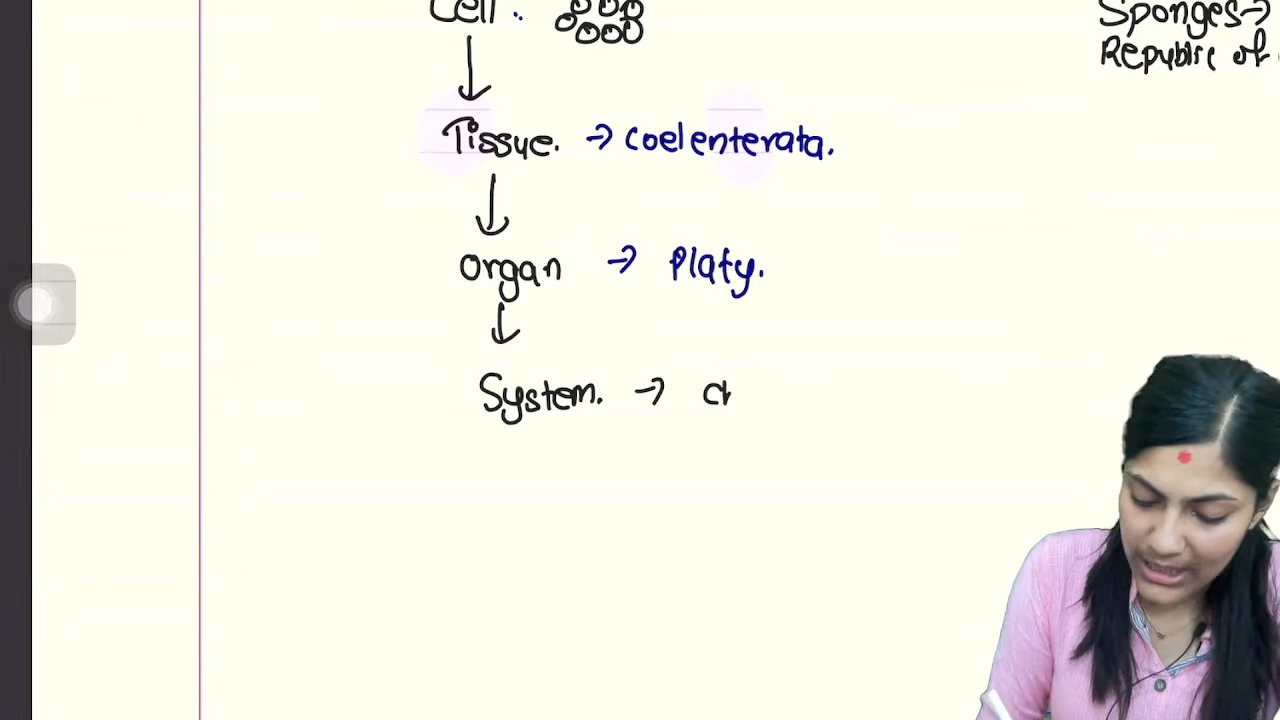 Cell.
Tissue. → Coelenterata.
Organ → Platy.
System. →
Sponges →
Republic of